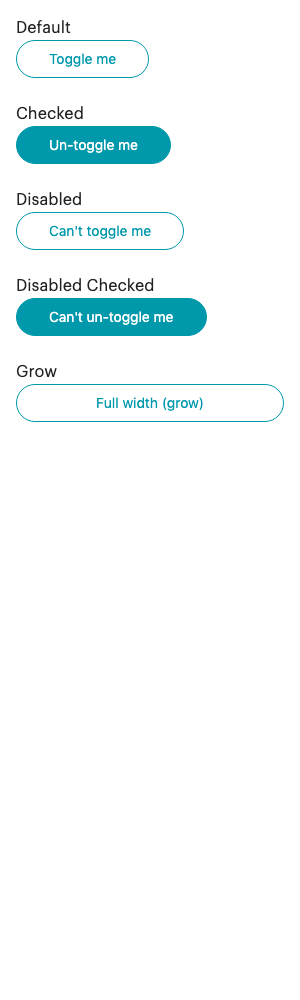 Default
Toggle me
Checked
Un-toggle me
Disabled
Can't toggle me
Disabled Checked
Can't un-toggle me
Grow
Full width (grow)